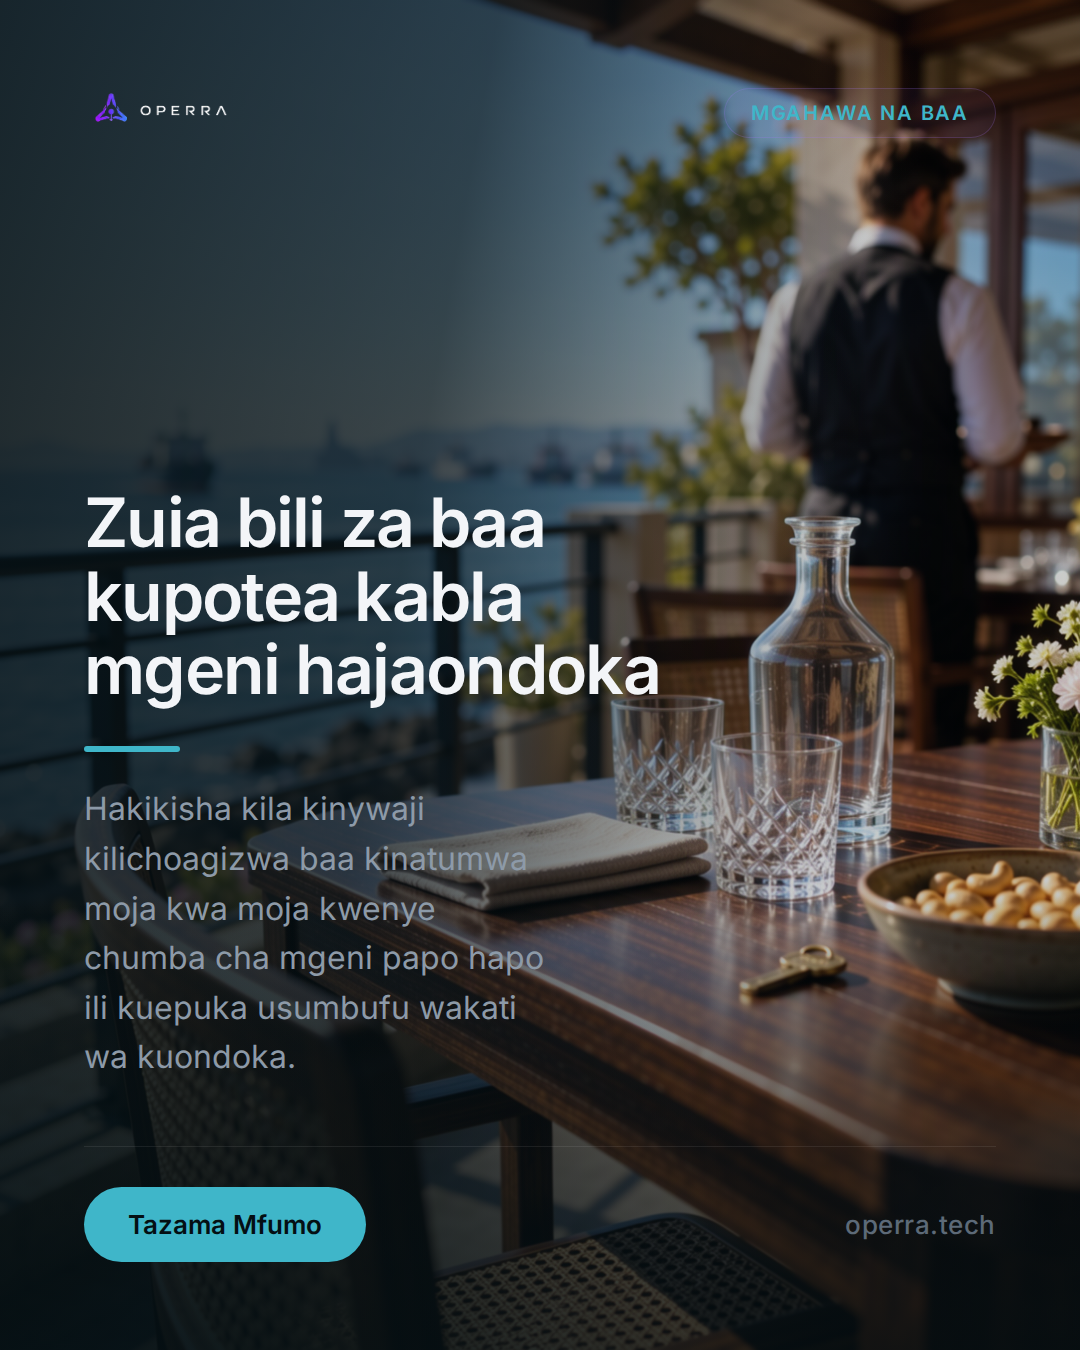 OPERRA
MGAHAWA NA BAA
Zuia bili za baa
kupotea kabla
mgeni hajaondoka
Hakikisha kila kinywaji
kilichoagizwa baa kinatumwa
moja kwa moja kwenye
chumba cha mgeni papo hapo
ili kuepuka usumbufu wakati
wa kuondoka.
Tazama Mfumo
operra.tech